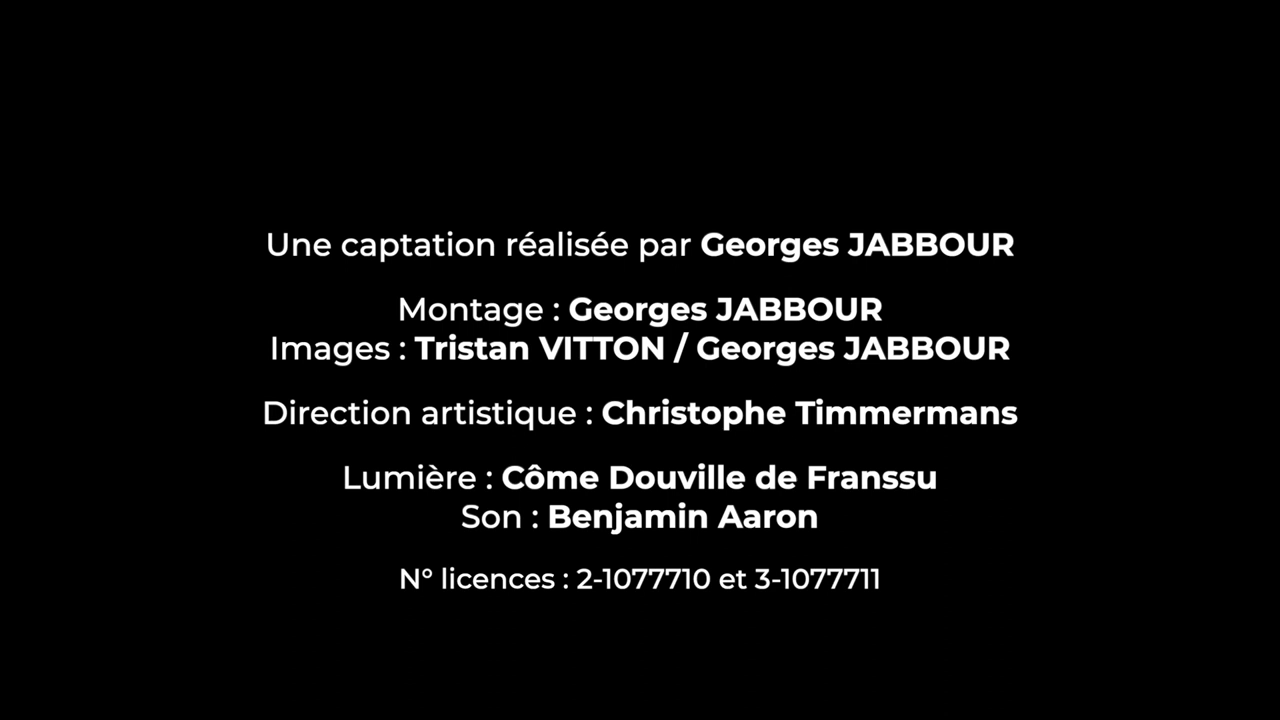 Une captation réalisée par Georges JABBOUR
Montage : Georges JABBOUR
Images : Tristan VITTON / Georges JABBOUR
Direction artistique : Christophe Timmermans
Lumière : Côme Douville de Franssu
Son : Benjamin Aaron
N° licences : 2-1077710 et 3-1077711